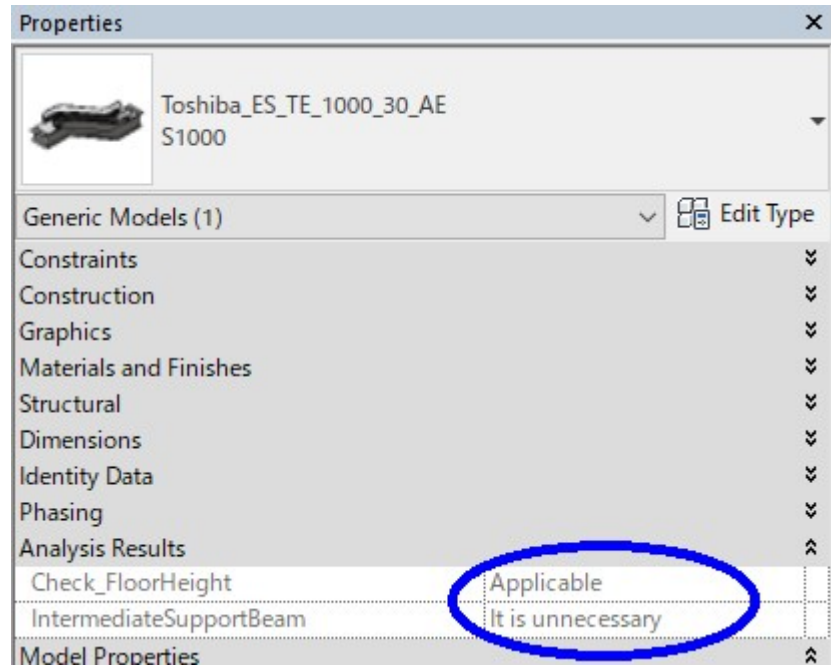 Properties
Toshiba_ES_TE_1000_30_AE
S1000
Generic Models (1)
Edit Type
Constraints
Construction
Graphics
Materials and Finishes
Structural
Dimensions
Identity Data
Phasing
Analysis Results
Check_FloorHeight Applicable
IntermediateSupportBeam It is unnecessary
Model Properties